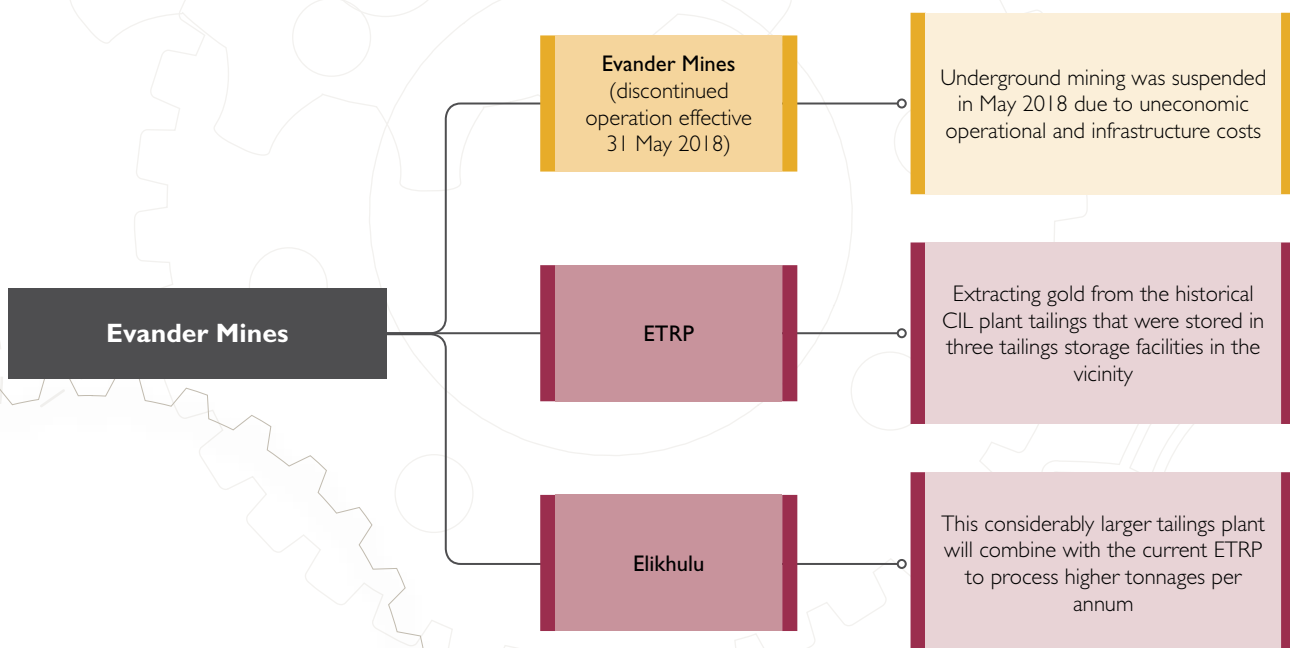 Evander Mines
Evander Mines
(discontinued
operation effective
31 May 2018)
Underground mining was suspended
in May 2018 due to uneconomic
operational and infrastructure costs
ETRP
Extracting gold from the historical
CIL plant tailings that were stored in
three tailings storage facilities in the
vicinity
Elikhulu
This considerably larger tailings plant
will combine with the current ETRP
to process higher tonnages per
annum